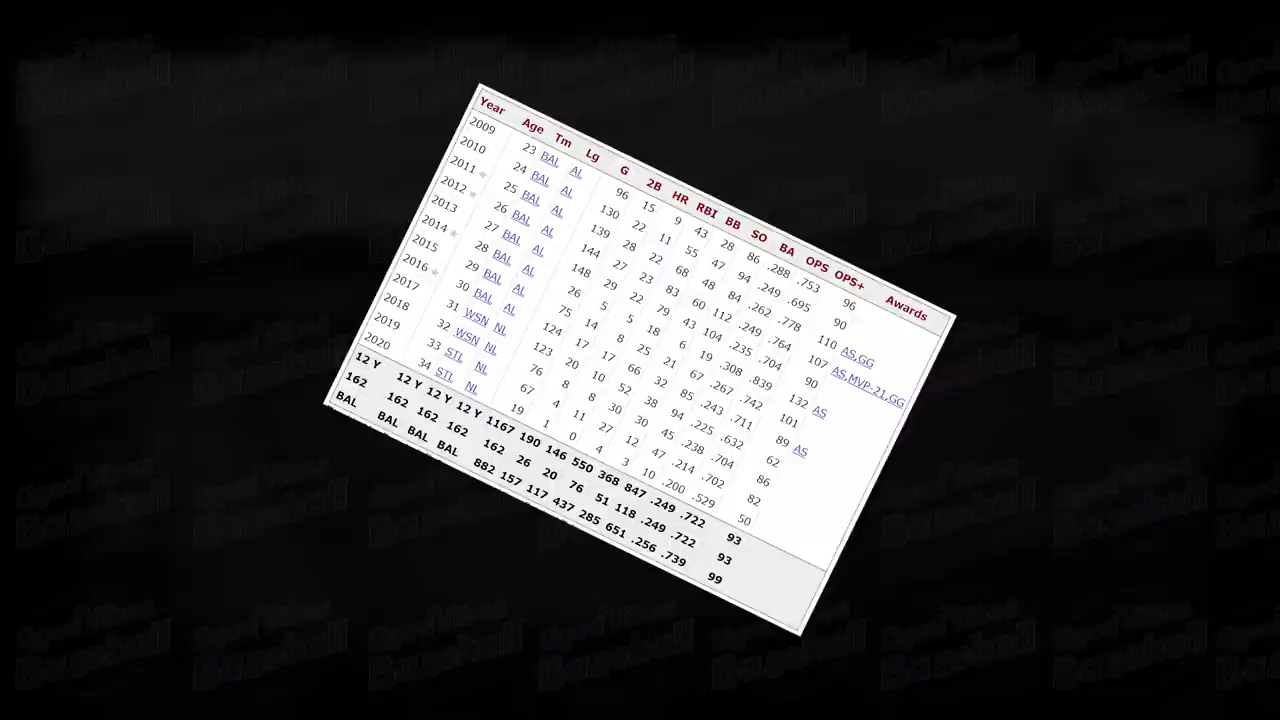 Year Age Tm Lg G 2B HR RBI BB SO BA OPS OPS+ Awards
2009 23 BAL AL 96 15 9 43 28 86 .288 .753 96
2010 24 BAL AL 130 22 11 55 47 94 .249 .695 90
2011 ★ 25 BAL AL 139 28 22 68 48 84 .262 .778 110 AS,GG
2012 ★ 26 BAL AL 144 27 23 83 60 112 .249 .764 107 AS,MVP-21,GG
2013 27 BAL AL 148 29 22 79 43 104 .235 .704 90
2014 ★ 28 BAL AL 26 5 5 18 6 19 .308 .839 132 AS
2015 29 BAL AL 75 14 8 25 21 67 .267 .742 101
2016 ★ 30 BAL AL 124 17 17 66 32 85 .243 .711 89 AS
2017 31 WSN NL 123 20 10 52 38 94 .225 .632 62
2018 32 WSN NL 76 8 8 30 30 45 .238 .704 86
2019 33 STL NL 67 4 11 27 12 47 .214 .702 82
2020 34 STL NL 19 1 0 4 3 10 .200 .529 50
12 Y 12 Y 12 Y 12 Y 1167 190 146 550 368 847 .249 .722 93
162 162 162 162 162 26 20 76 51 118 .249 .722 93
BAL BAL BAL BAL 882 157 117 437 285 651 .256 .739 99